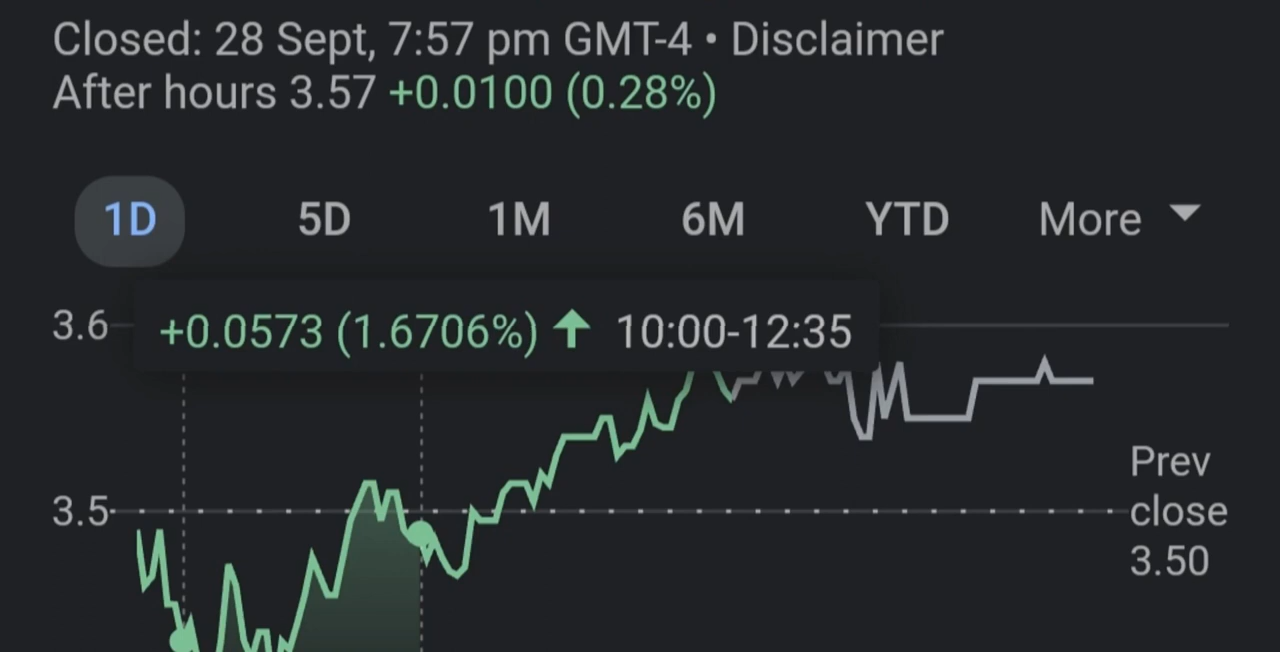 Closed: 28 Sept, 7:57 pm GMT-4 • Disclaimer
After hours 3.57 +0.0100 (0.28%)
1D 5D 1M 6M YTD More
3.6
+0.0573 (1.6706%) 10:00-12:35
3.5
Prev
close
3.50